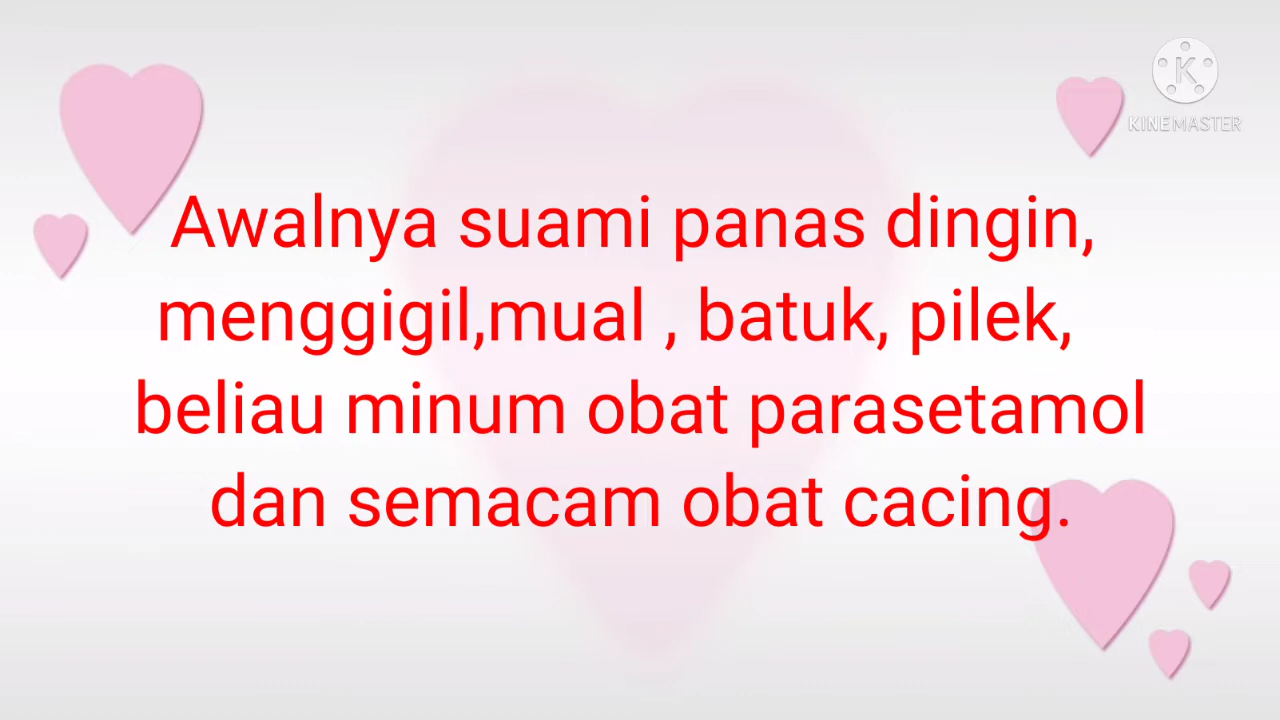 KINEMASTER
Awalnya suami panas dingin,
menggigil,mual , batuk, pilek,
beliau minum obat parasetamol
dan semacam obat cacing.